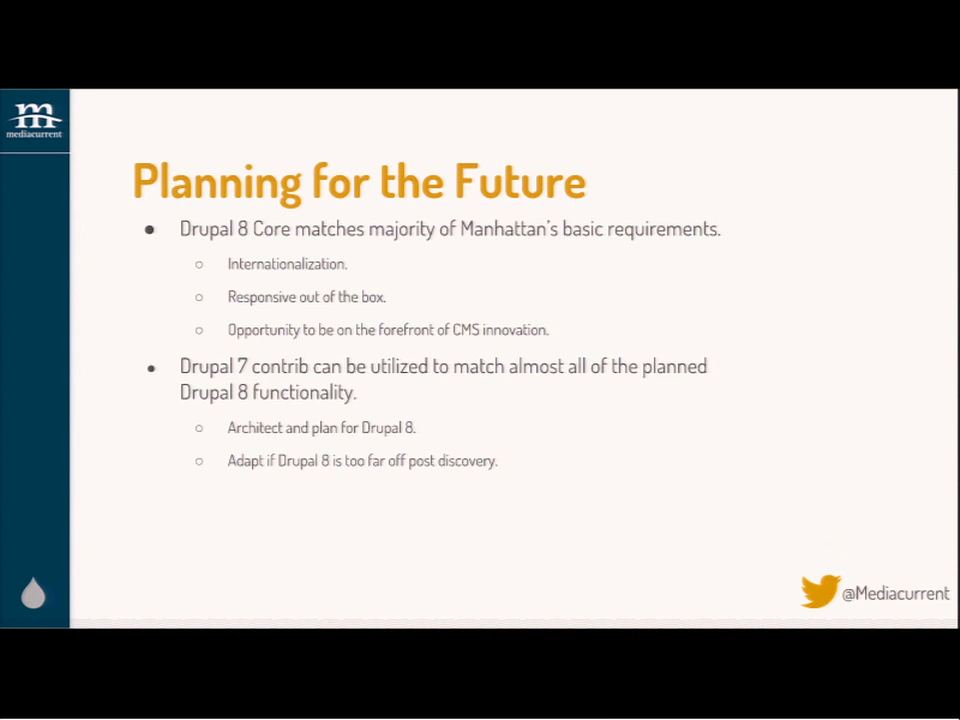 mediacurrent
Planning for the Future
● Drupal 8 Core matches majority of Manhattan's basic requirements.
○ Internationalization.
○ Responsive out of the box.
○ Opportunity to be on the forefront of CMS innovation.
● Drupal 7 contrib can be utilized to match almost all of the planned
Drupal 8 functionality.
○ Architect and plan for Drupal 8.
○ Adapt if Drupal 8 is too far off post discovery.
@Mediacurrent